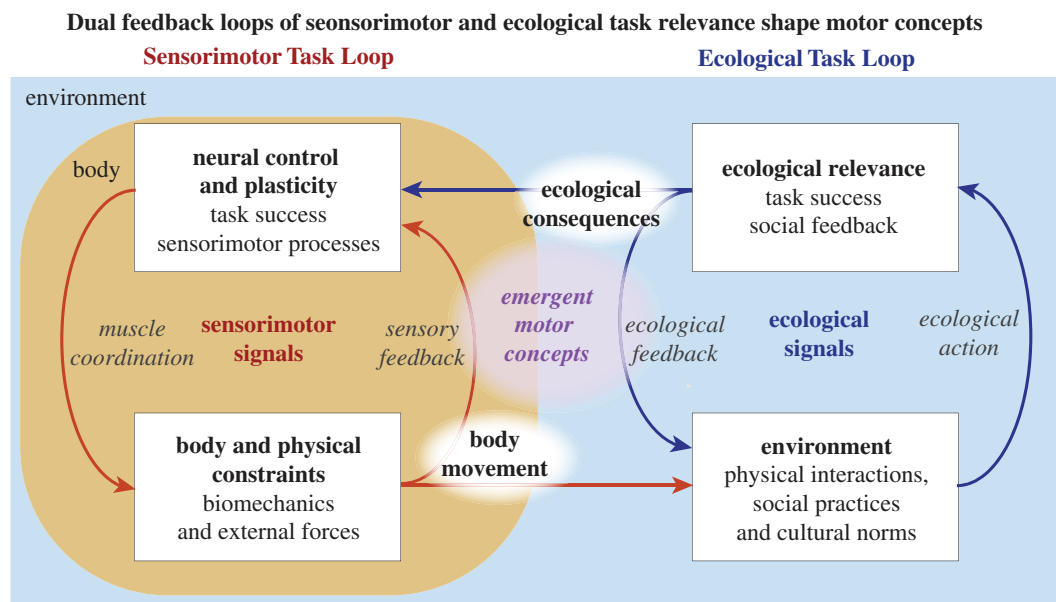 Dual feedback loops of seonsorimotor and ecological task relevance shape motor concepts
Sensorimotor Task Loop
Ecological Task Loop
environment
body
neural control
and plasticity
task success
sensorimotor processes
ecological
consequences
ecological relevance
task success
social feedback
muscle
coordination
sensorimotor
signals
sensory
feedback
emergent
motor
concepts
ecological
feedback
ecological
signals
ecological
action
body and physical
constraints
biomechanics
and external forces
body
movement
environment
physical interactions,
social practices
and cultural norms